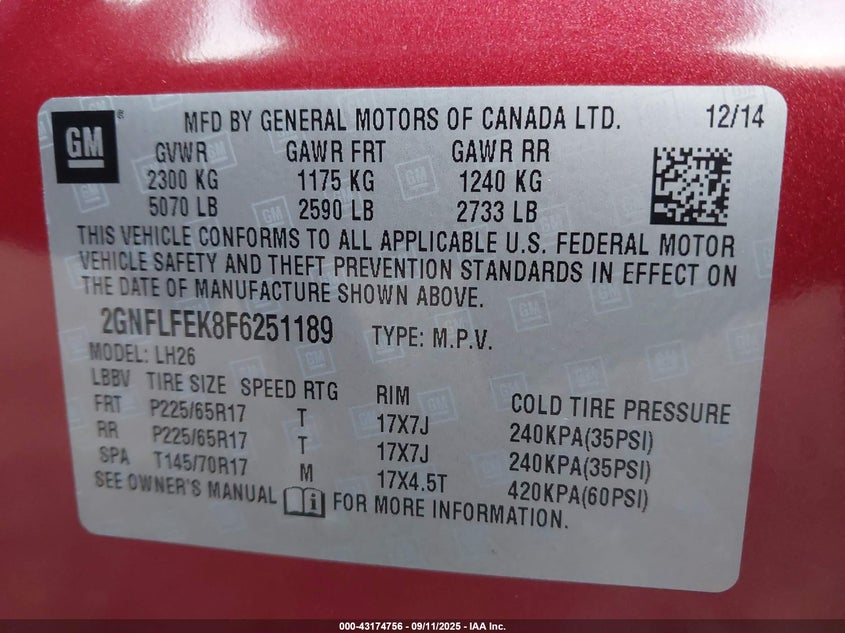 GM
®
MFD BY GENERAL MOTORS OF CANADA LTD. 12/14
GVWR GAWR FRT GAWR RR
2300 KG 1175 KG 1240 KG
5070 LB 2590 LB 2733 LB
THIS VEHICLE CONFORMS TO ALL APPLICABLE U.S. FEDERAL MOTOR
VEHICLE SAFETY AND THEFT PREVENTION STANDARDS IN EFFECT ON
THE DATE OF MANUFACTURE SHOWN ABOVE.
2GNFLFEK8F6251189 TYPE: M.P.V.
MODEL: LH26
LBBV TIRE SIZE SPEED RTG RIM COLD TIRE PRESSURE
FRT P225/65R17 T 17X7J 240KPA(35PSI)
RR P225/65R17 T 17X7J 240KPA(35PSI)
SPA T145/70R17 M 17X4.5T 420KPA(60PSI)
SEE OWNER'S MANUAL i FOR MORE INFORMATION.
000-43174756 - 09/11/2025 - IAA Inc.